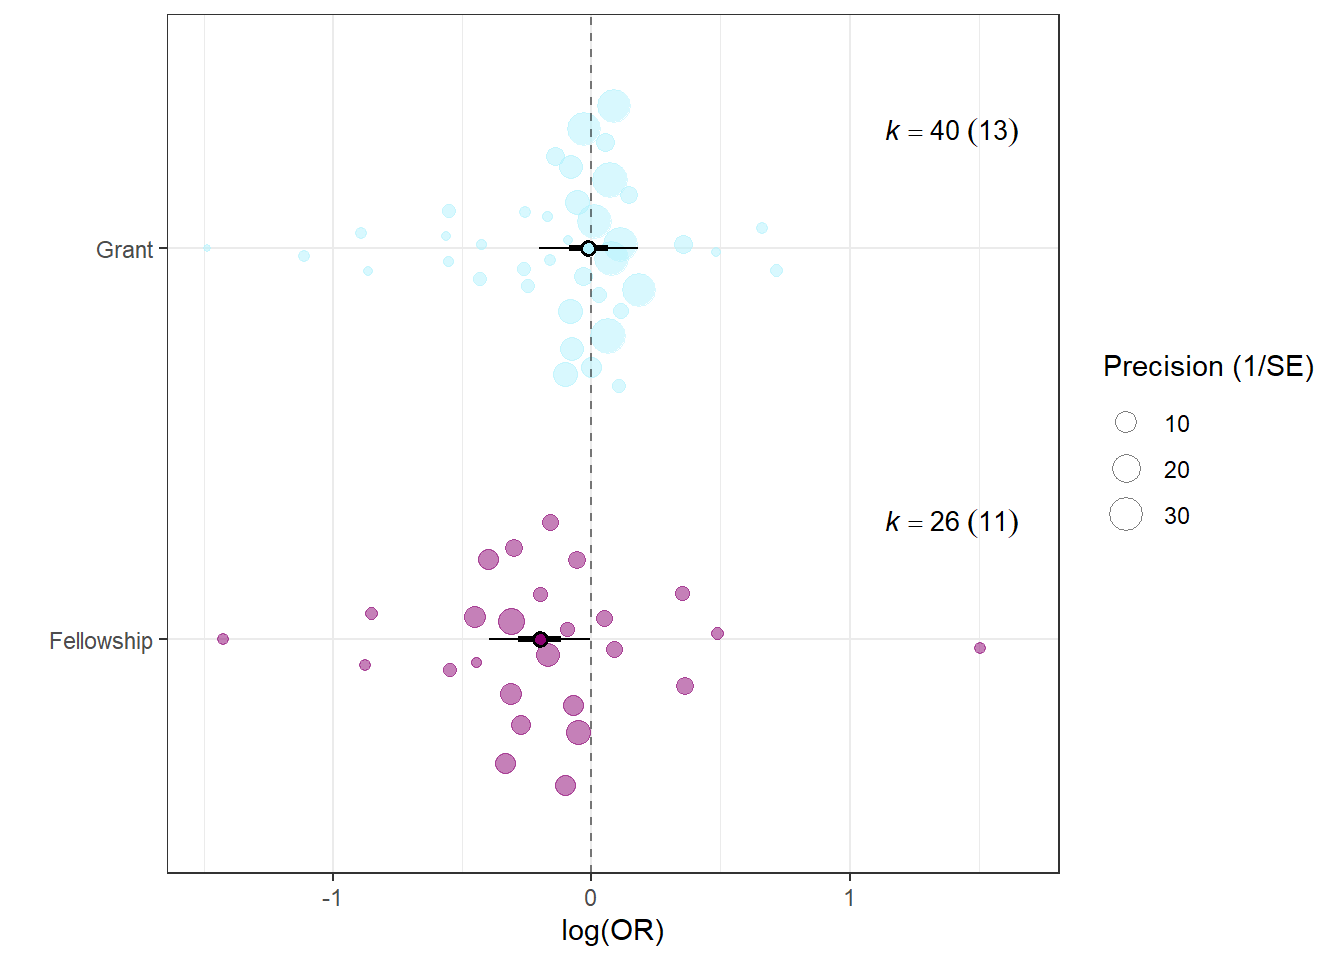 k = 40 (13)
Grant
k = 26 (11)
Fellowship
-1
0
1
log(OR)
Precision (1/SE)
10
20
30